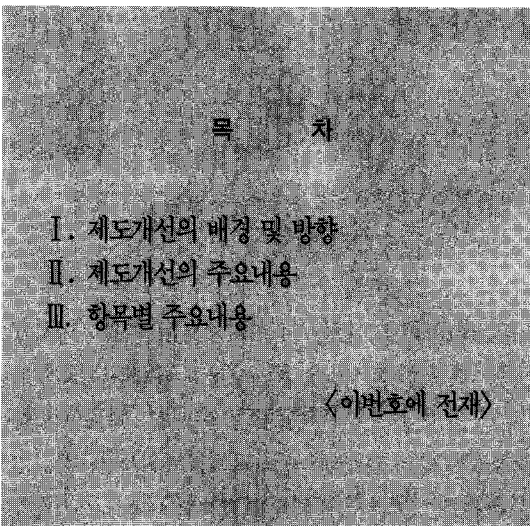 목 차
Ⅰ. 제도개선의 배경 및 방향
Ⅱ. 제도개선의 주요내용
Ⅲ. 항목별 주요내용
〈이번호에 전재〉